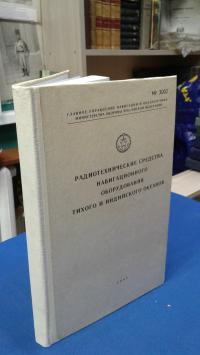 № 3002
ГЛАВНОЕ УПРАВЛЕНИЕ НАВИГАЦИИ И ОКЕАНОГРАФИИ
МИНИСТЕРСТВА ОБОРОНЫ РОССИЙСКОЙ ФЕДЕРАЦИИ
РАДИОТЕХНИЧЕСКИЕ СРЕДСТВА
НАВИГАЦИОННОГО
ОБОРУДОВАНИЯ
ТИХОГО И ИНДИЙСКОГО ОКЕАНОВ